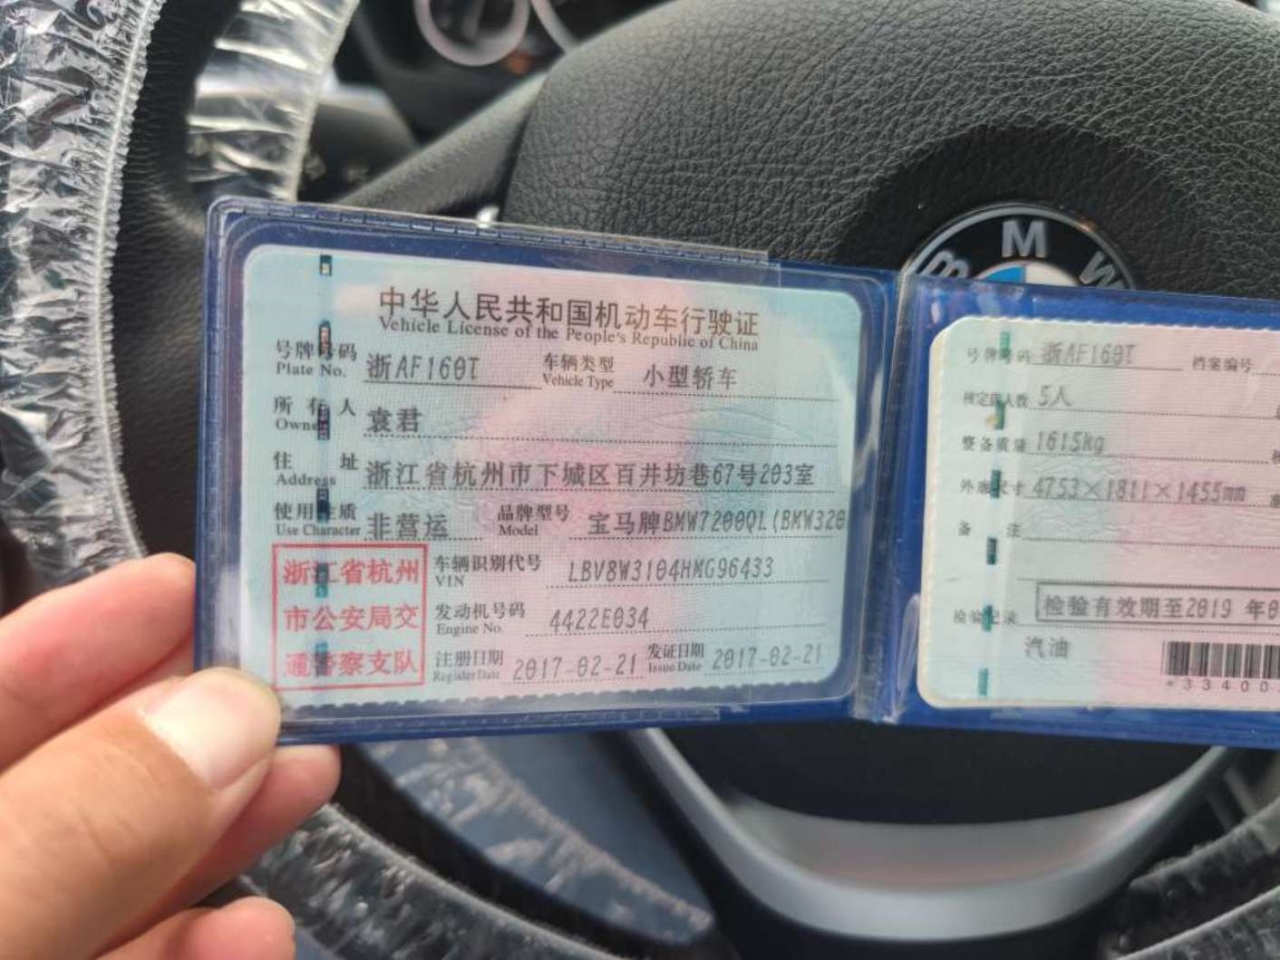 BMW
中华人民共和国机动车行驶证
Vehicle License of the People's Republic of China
号牌号码 Plate No. 浙AF160T 车辆类型 Vehicle Type 小型轿车
所有人 Owner 袁君
住址 Address 浙江省杭州市下城区百井坊巷67号203室
使用性质 Use Character 非营运 品牌型号 Model 宝马牌BMW7200QL(BMW320
浙江省杭州
市公安局交
通警察支队
车辆识别代号 VIN LBV8W3104HMG96433
发动机号码 Engine No. 4422E034
注册日期 Register Date 2017-02-21 发证日期 Issue Date 2017-02-21
号牌号码 浙AF160T 档案编号
核定载人数 5人
整备质量 1615kg
外廓尺寸 4753×1811×1455mm
备注
检验记录 检验有效期至2019 年0
汽油
*33400